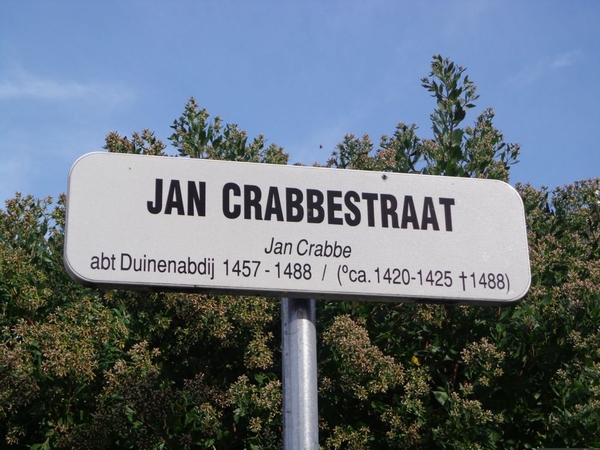 JAN CRABBESTRAAT
Jan Crabbe
abt Duinenabdij 1457 - 1488 / (°ca. 1420-1425 †1488)